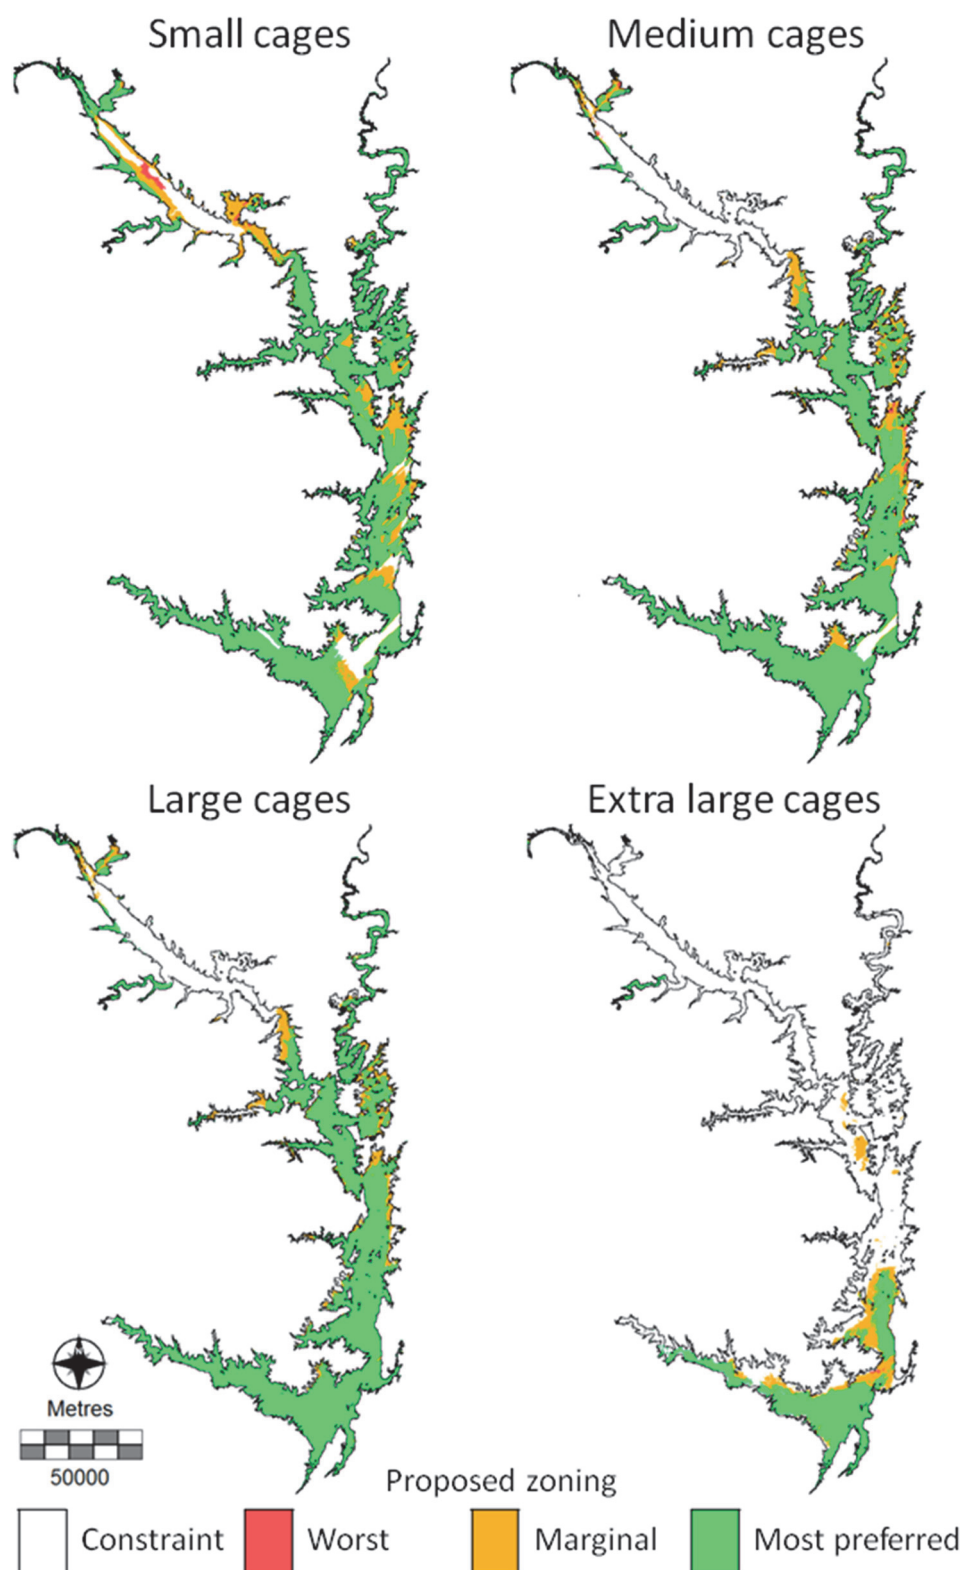 Small cages
Medium cages
Large cages
Extra large cages
Metres
50000
Proposed zoning
Constraint
Worst
Marginal
Most preferred